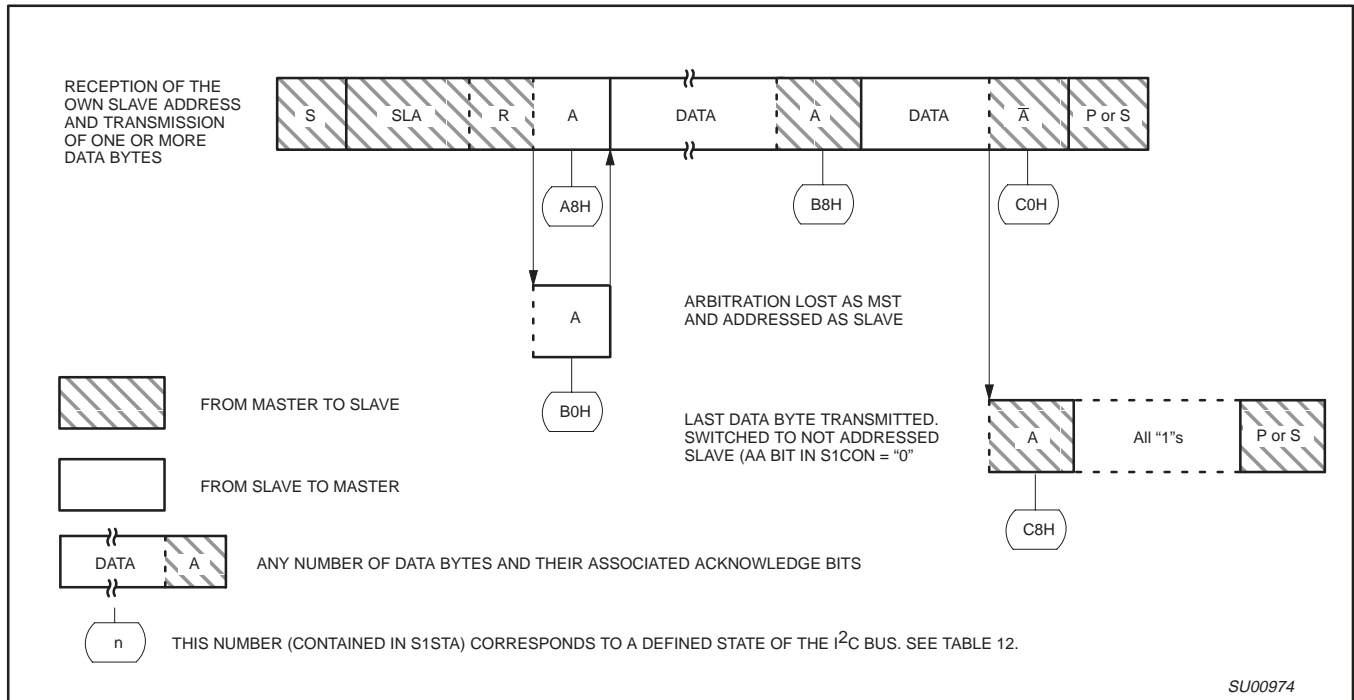 RECEPTION OF THE
OWN SLAVE ADDRESS
AND TRANSMISSION
OF ONE OR MORE
DATA BYTES
S SLA R A DATA A DATA A̅ P or S
A8H B8H C0H
A
ARBITRATION LOST AS MST
AND ADDRESSED AS SLAVE
B0H
FROM MASTER TO SLAVE
LAST DATA BYTE TRANSMITTED.
SWITCHED TO NOT ADDRESSED
SLAVE (AA BIT IN S1CON = “0”
A All “1”s P or S
C8H
FROM SLAVE TO MASTER
DATA A ANY NUMBER OF DATA BYTES AND THEIR ASSOCIATED ACKNOWLEDGE BITS
n THIS NUMBER (CONTAINED IN S1STA) CORRESPONDS TO A DEFINED STATE OF THE I²C BUS. SEE TABLE 12.
SU00974